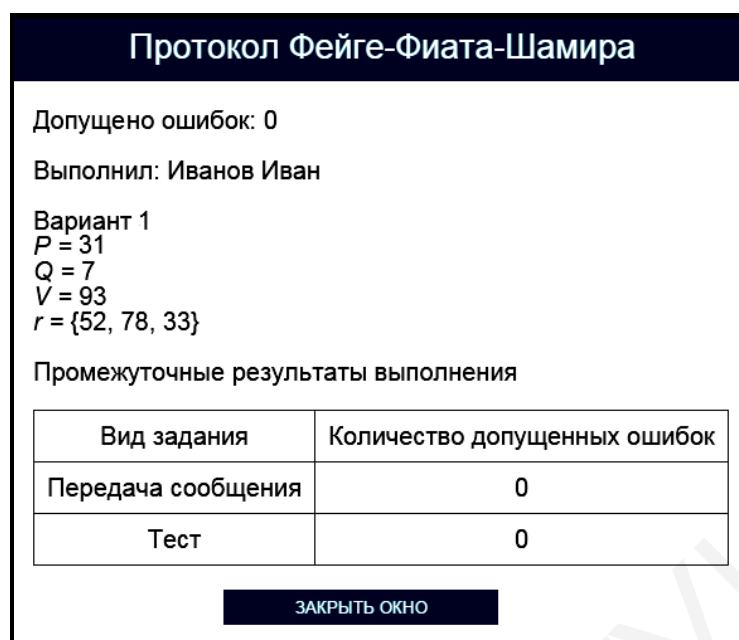 Протокол Фейге-Фиата-Шамира
Допущено ошибок: 0
Выполнил: Иванов Иван
Вариант 1
P = 31
Q = 7
V = 93
r = {52, 78, 33}
Промежуточные результаты выполнения
Вид задания Количество допущенных ошибок
Передача сообщения 0
Тест 0
ЗАКРЫТЬ ОКНО